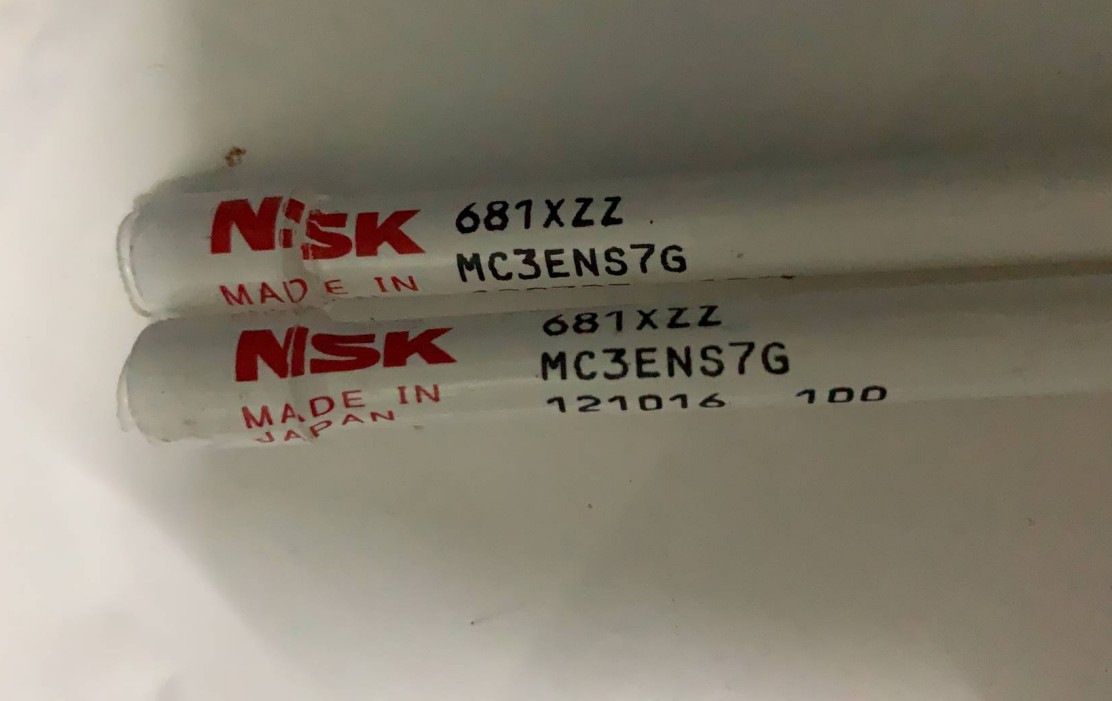 NSK 681XZZ
MADE IN MC3ENS7G
NSK 681XZZ
MADE IN MC3ENS7G
JAPAN 121016 100